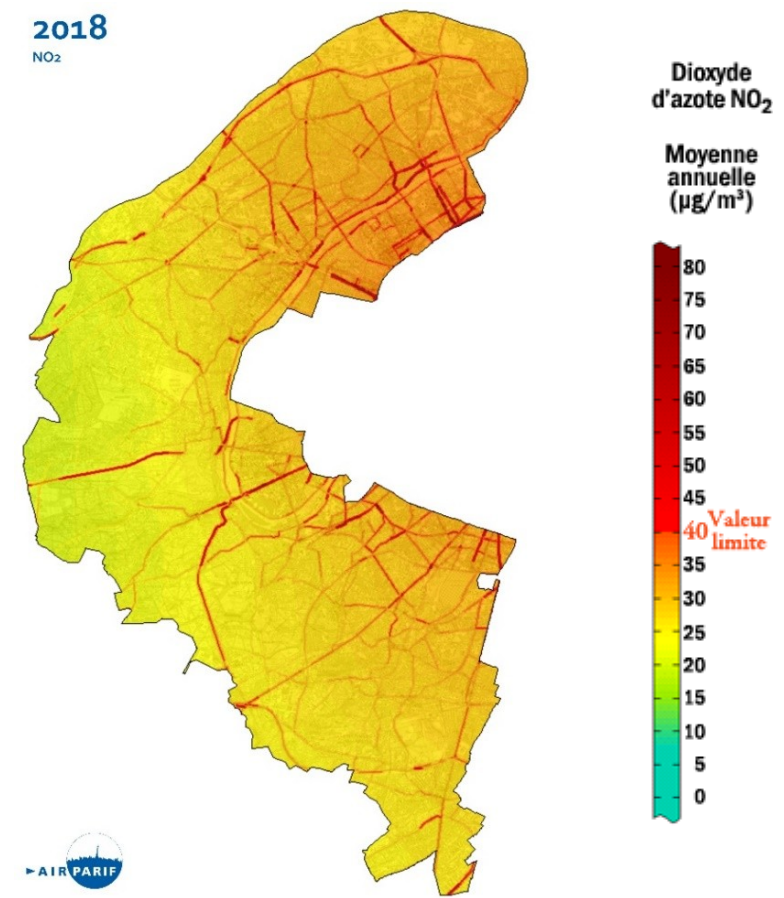 2018
NO2
Dioxyde
d'azote NO2
Moyenne
annuelle
(µg/m³)
80
75
70
65
60
55
50
45
40 Valeur
limite
35
30
25
20
15
10
5
0
AIRPARIF